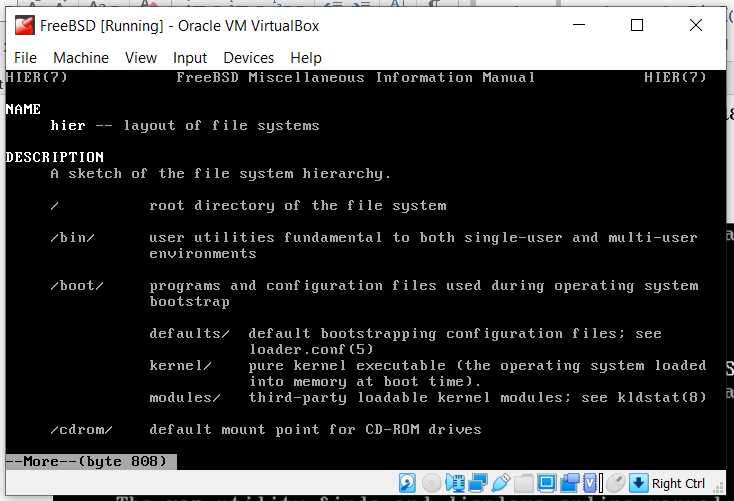 FreeBSD [Running] - Oracle VM VirtualBox
File Machine View Input Devices Help
HIER(7) FreeBSD Miscellaneous Information Manual HIER(7)
NAME
hier -- layout of file systems
DESCRIPTION
A sketch of the file system hierarchy.
/ root directory of the file system
/bin/ user utilities fundamental to both single-user and multi-user
environments
/boot/ programs and configuration files used during operating system
bootstrap
defaults/ default bootstrapping configuration files; see
loader.conf(5)
kernel/ pure kernel executable (the operating system loaded
into memory at boot time).
modules/ third-party loadable kernel modules; see kldstat(8)
/cdrom/ default mount point for CD-ROM drives
--More--(byte 808)
Right Ctrl